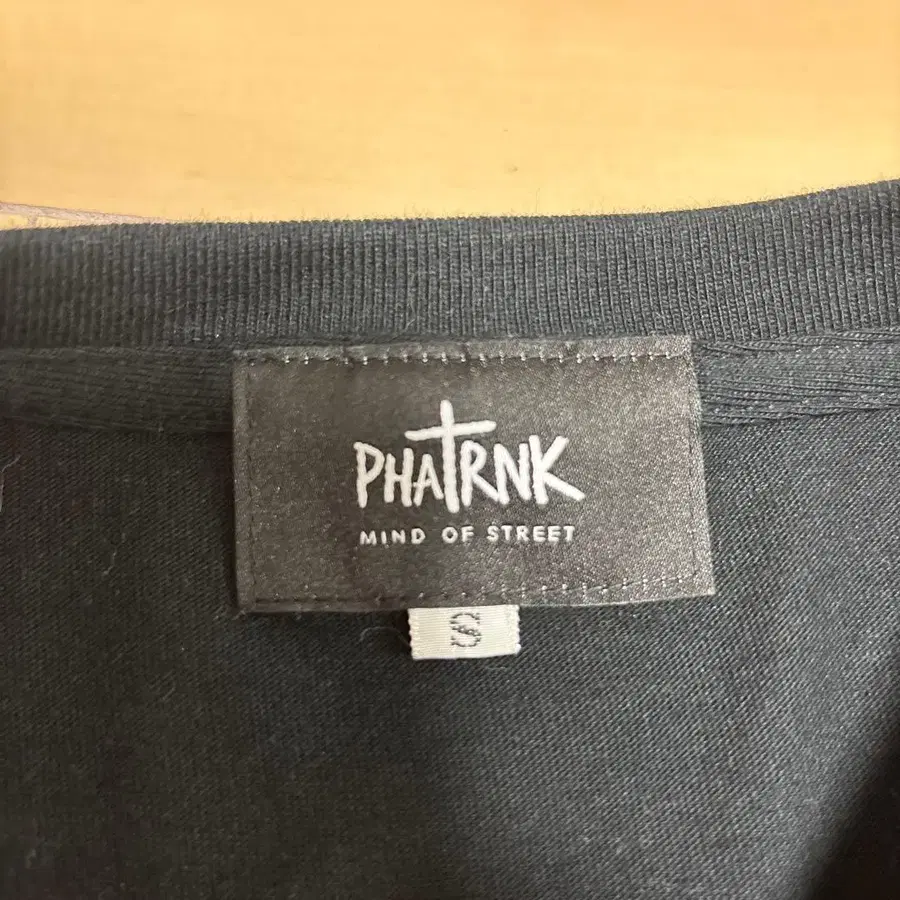 PHATRNK
MIND OF STREET
S